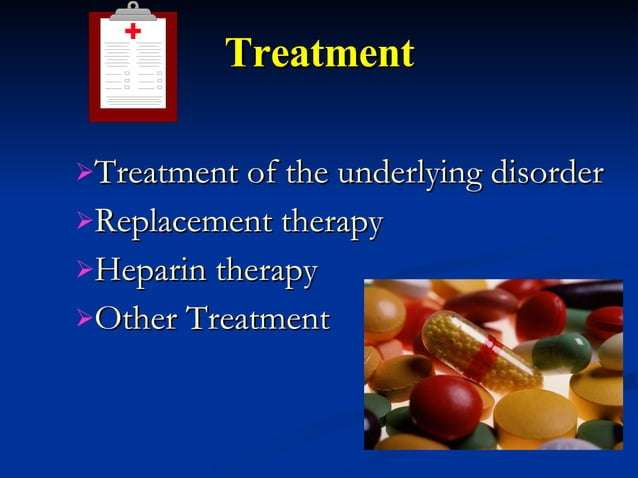 Treatment
➢Treatment of the underlying disorder
➢Replacement therapy
➢Heparin therapy
➢Other Treatment